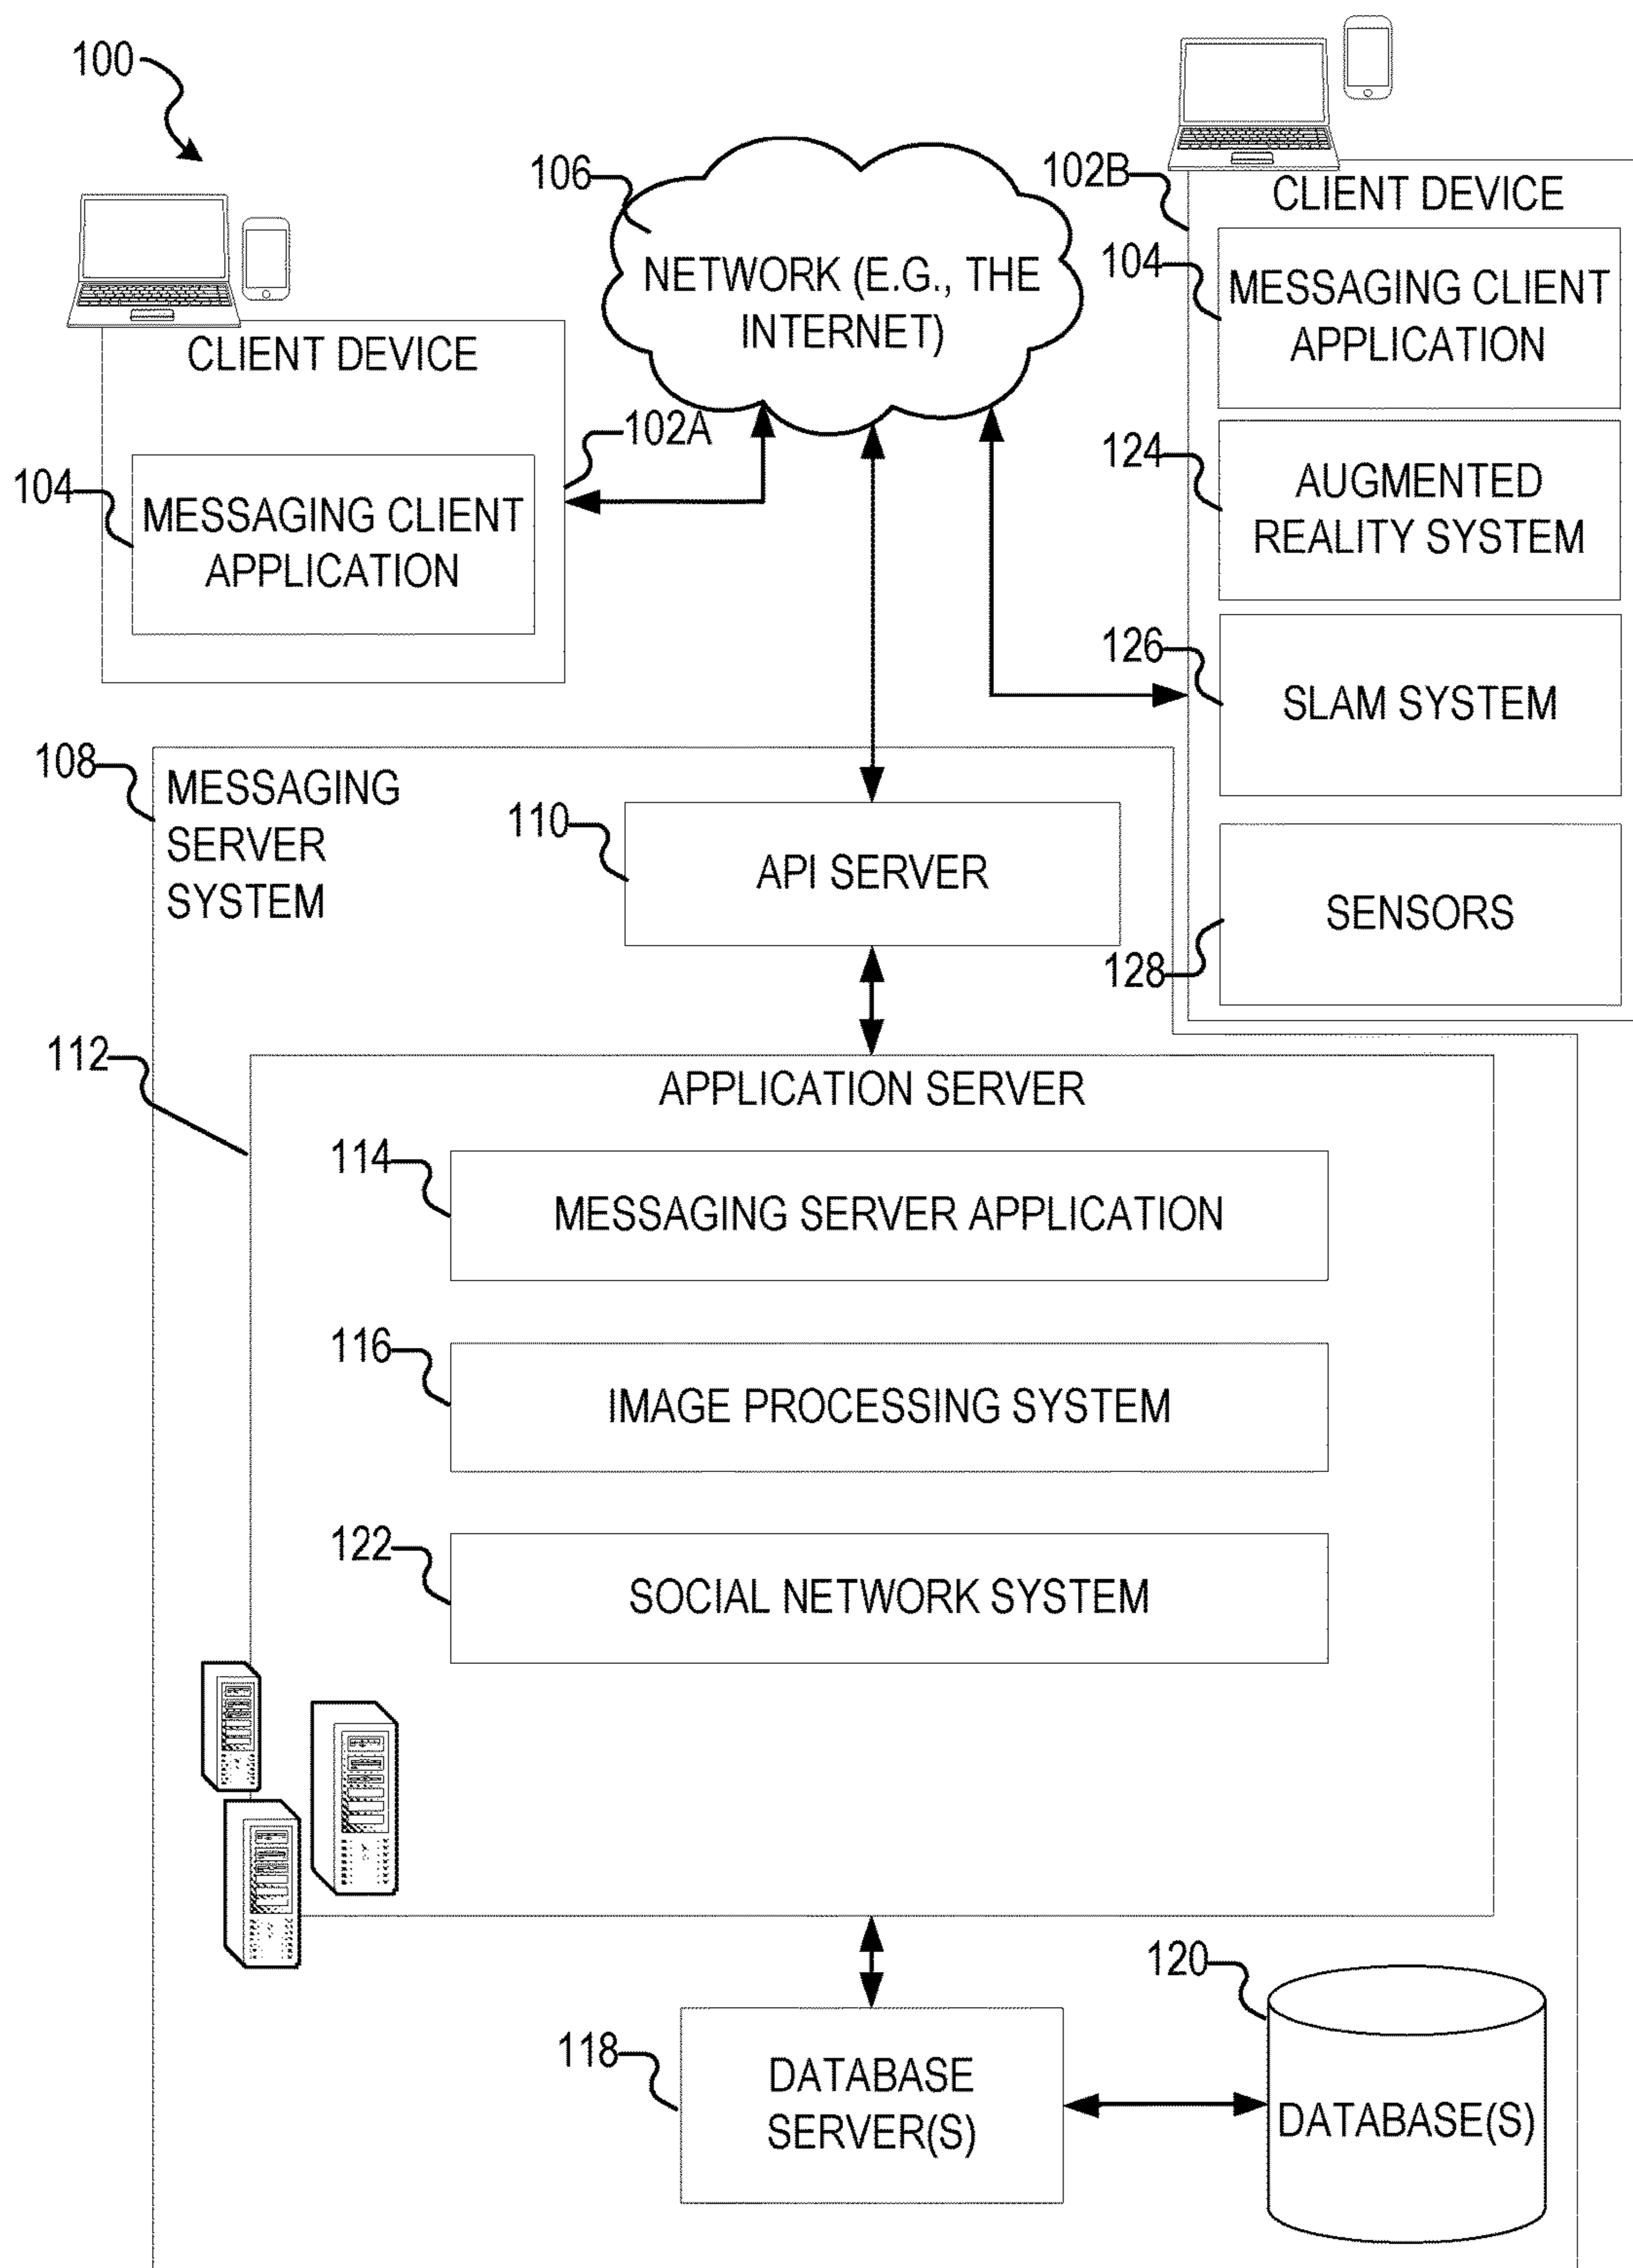 100
106
NETWORK (E.G., THE
INTERNET)
102B
CLIENT DEVICE
104
MESSAGING CLIENT
APPLICATION
124
AUGMENTED
REALITY SYSTEM
126
SLAM SYSTEM
128
SENSORS
CLIENT DEVICE
102A
104
MESSAGING CLIENT
APPLICATION
108
MESSAGING
SERVER
SYSTEM
110
API SERVER
112
APPLICATION SERVER
114
MESSAGING SERVER APPLICATION
116
IMAGE PROCESSING SYSTEM
122
SOCIAL NETWORK SYSTEM
118
DATABASE
SERVER(S)
120
DATABASE(S)